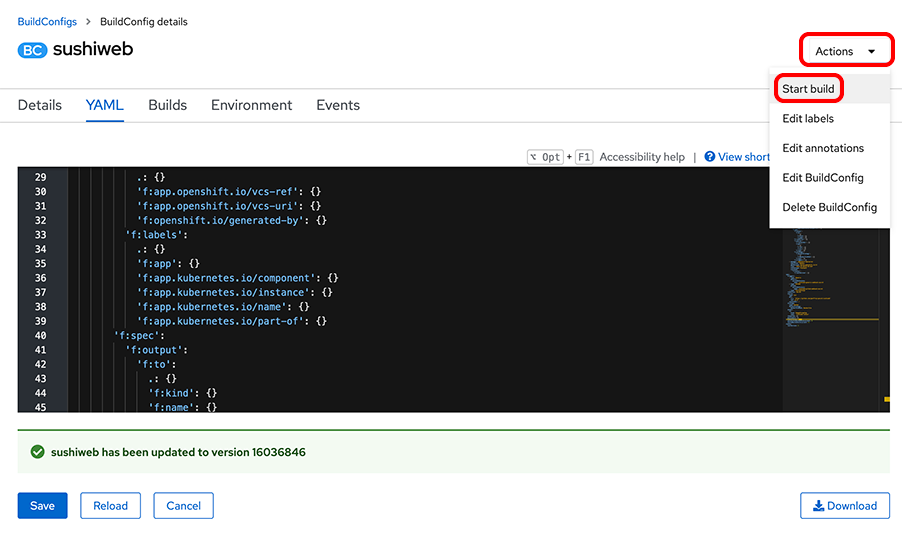 BuildConfigs > BuildConfig details
BC sushiweb
Actions
Start build
Edit labels
Edit annotations
Edit BuildConfig
Delete BuildConfig
Details YAML Builds Environment Events
⌥ Opt + F1 Accessibility help | View short
29 .: {}
30 'f:app.openshift.io/vcs-ref': {}
31 'f:app.openshift.io/vcs-uri': {}
32 'f:openshift.io/generated-by': {}
33 'f:labels':
34 .: {}
35 'f:app': {}
36 'f:app.kubernetes.io/component': {}
37 'f:app.kubernetes.io/instance': {}
38 'f:app.kubernetes.io/name': {}
39 'f:app.kubernetes.io/part-of': {}
40 'f:spec':
41 'f:output':
42 'f:to':
43 .: {}
44 'f:kind': {}
45 'f:name': {}
sushiweb has been updated to version 16036846
Save Reload Cancel Download